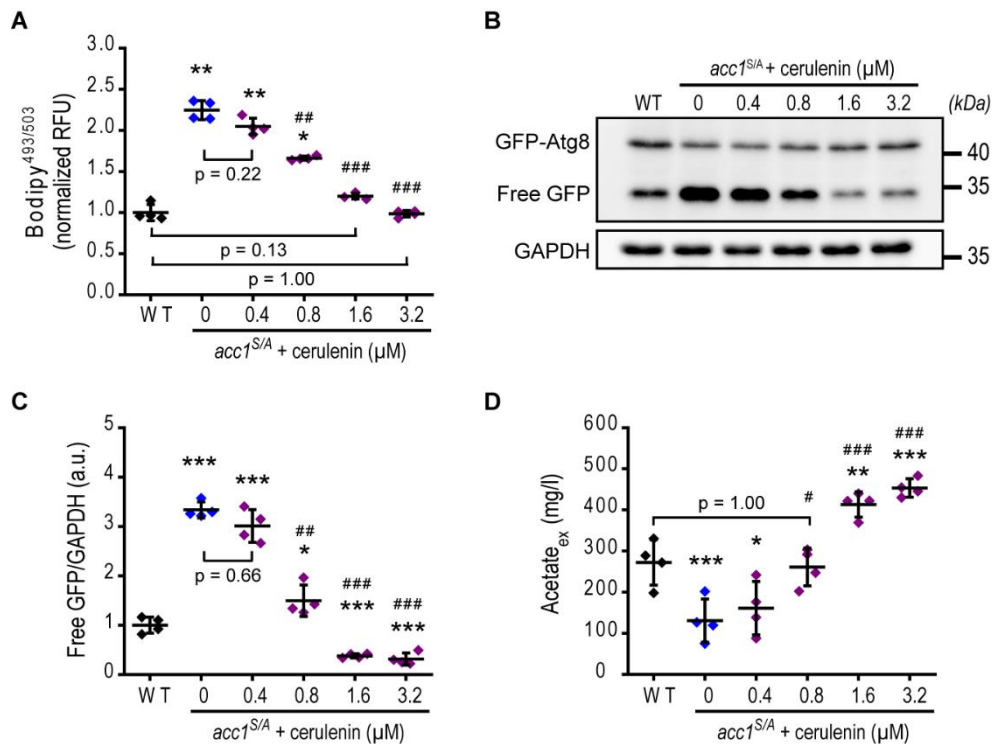 A
Bodipy493/503
(normalized RFU)
3.0
2.5
2.0
1.5
1.0
0.5
0.0
**
**
##
*
###
###
p = 0.22
p = 0.13
p = 1.00
W T 0 0.4 0.8 1.6 3.2
acc1S/A + cerulenin (μM)
B
acc1S/A + cerulenin (μM)
WT 0 0.4 0.8 1.6 3.2 (kDa)
GFP-Atg8
40
Free GFP
35
GAPDH
35
C
Free GFP/GAPDH (a.u.)
5
4
3
2
1
0
***
***
##
*
###
***
###
***
p = 0.66
W T 0 0.4 0.8 1.6 3.2
acc1S/A + cerulenin (μM)
D
Acetateex (mg/l)
600
500
400
300
200
100
0
p = 1.00
***
*
#
###
**
###
***
W T 0 0.4 0.8 1.6 3.2
acc1S/A + cerulenin (μM)